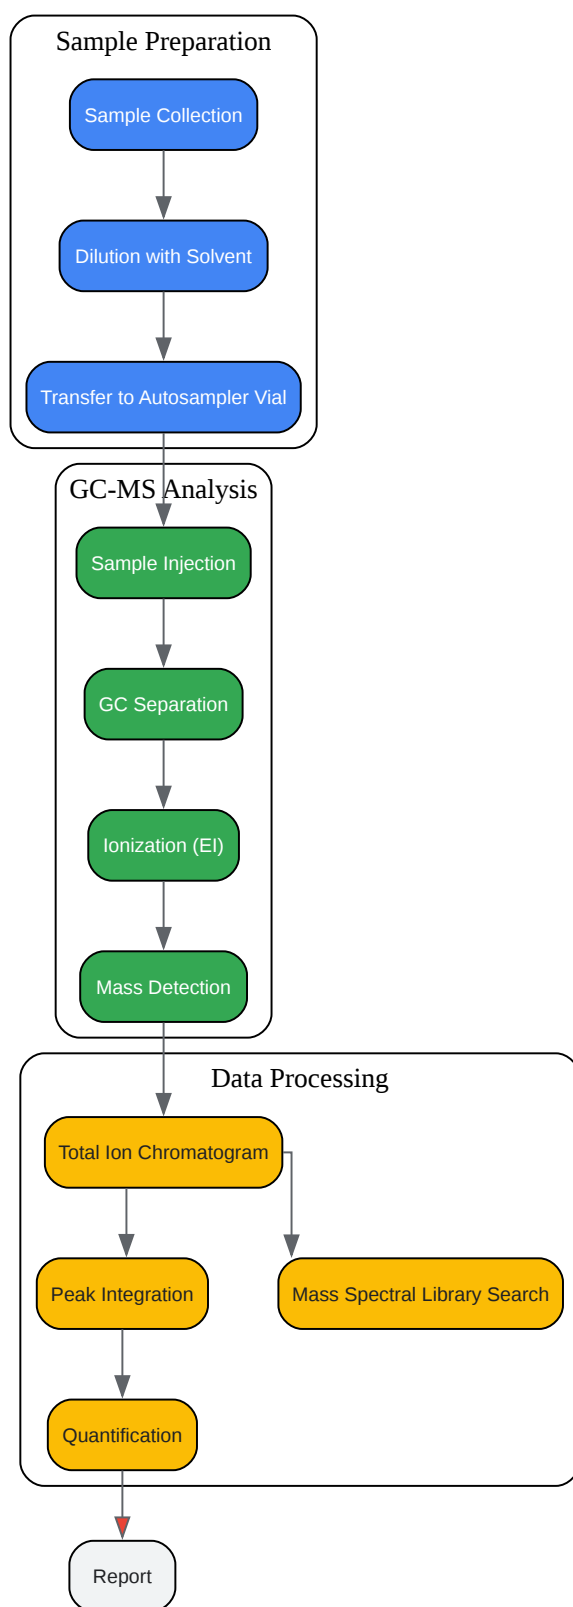 Sample Preparation
Sample Collection
Dilution with Solvent
Transfer to Autosampler Vial
GC-MS Analysis
Sample Injection
GC Separation
Ionization (EI)
Mass Detection
Data Processing
Total Ion Chromatogram
Peak Integration
Mass Spectral Library Search
Quantification
Report